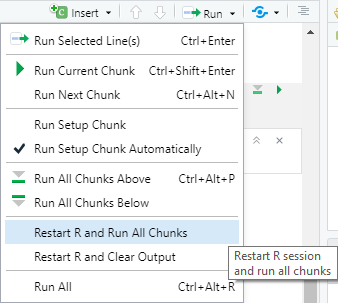 Insert
Run
Run Selected Line(s) Ctrl+Enter
Run Current Chunk Ctrl+Shift+Enter
Run Next Chunk Ctrl+Alt+N
Run Setup Chunk
Run Setup Chunk Automatically
Run All Chunks Above Ctrl+Alt+P
Run All Chunks Below
Restart R and Run All Chunks
Restart R and Clear Output
Run All Ctrl+Alt+R
Restart R session
and run all chunks